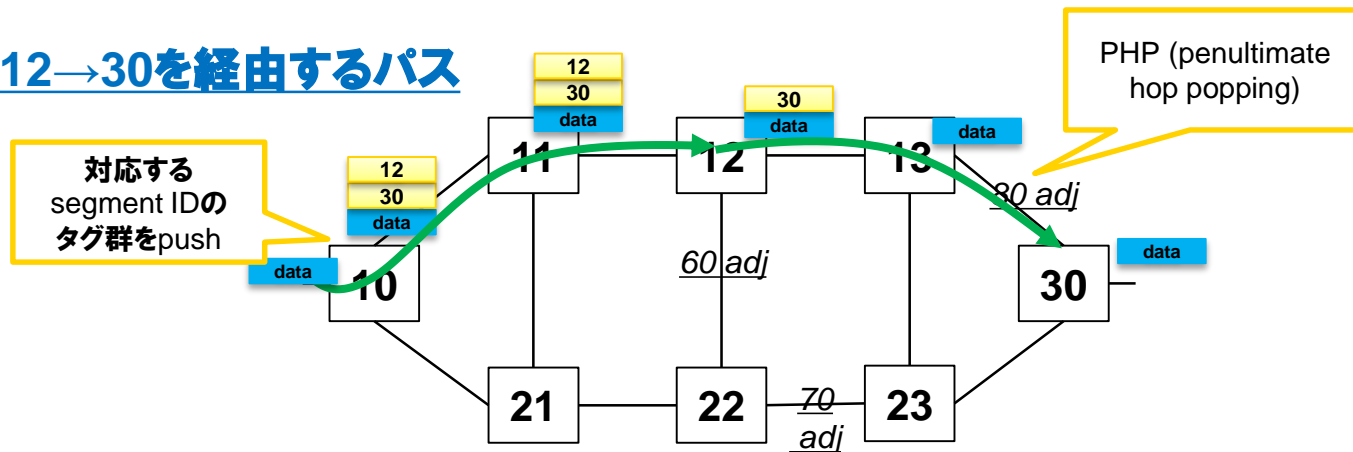 12→30を経由するパス
対応する
segment IDの
タグ群をpush
data
10
12
30
data
11
12
30
data
12
30
data
13
data
PHP (penultimate
hop popping)
80 adj
60 adj
30
data
21
22
70
adj
23